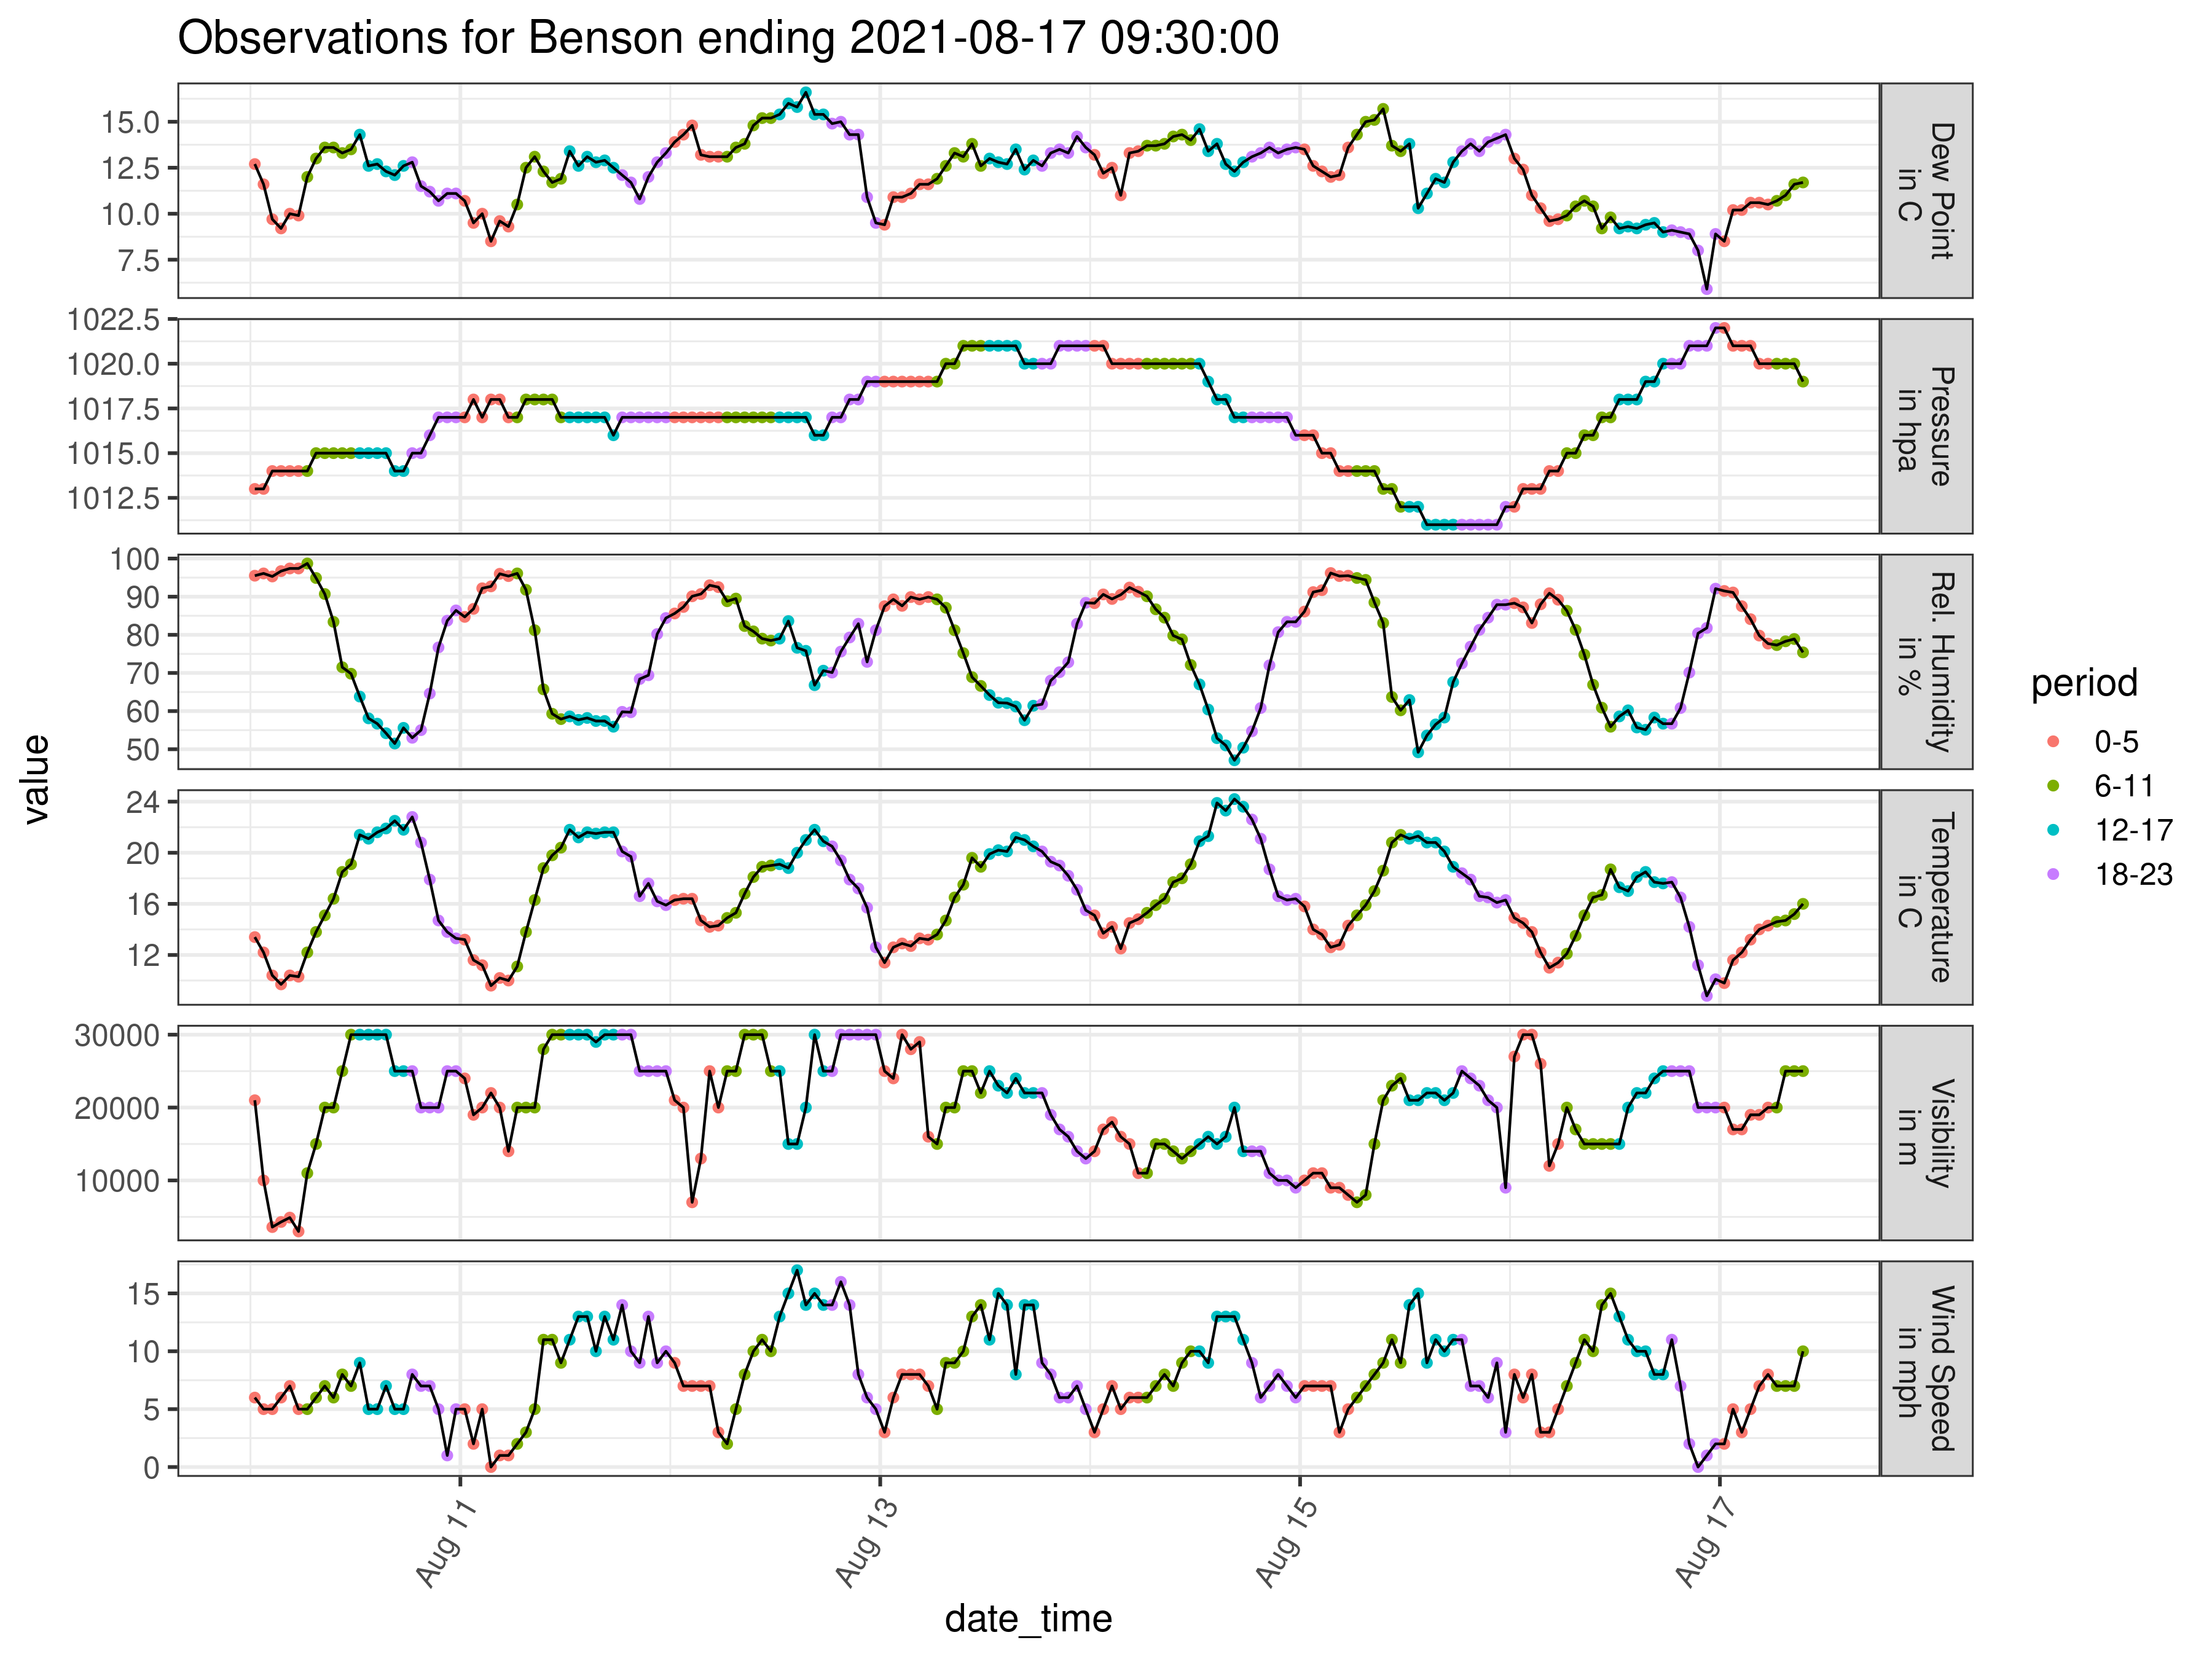 Observations for Benson ending 2021-08-17 09:30:00
value
15.0
12.5
10.0
7.5
Dew Point
in C
1022.5
1020.0
1017.5
1015.0
1012.5
Pressure
in hpa
100
90
80
70
60
50
Rel. Humidity
in %
24
20
16
12
Temperature
in C
30000
20000
10000
Visibility
in m
15
10
5
0
Wind Speed
in mph
Aug 11
Aug 13
Aug 15
Aug 17
date_time
period
0-5
6-11
12-17
18-23